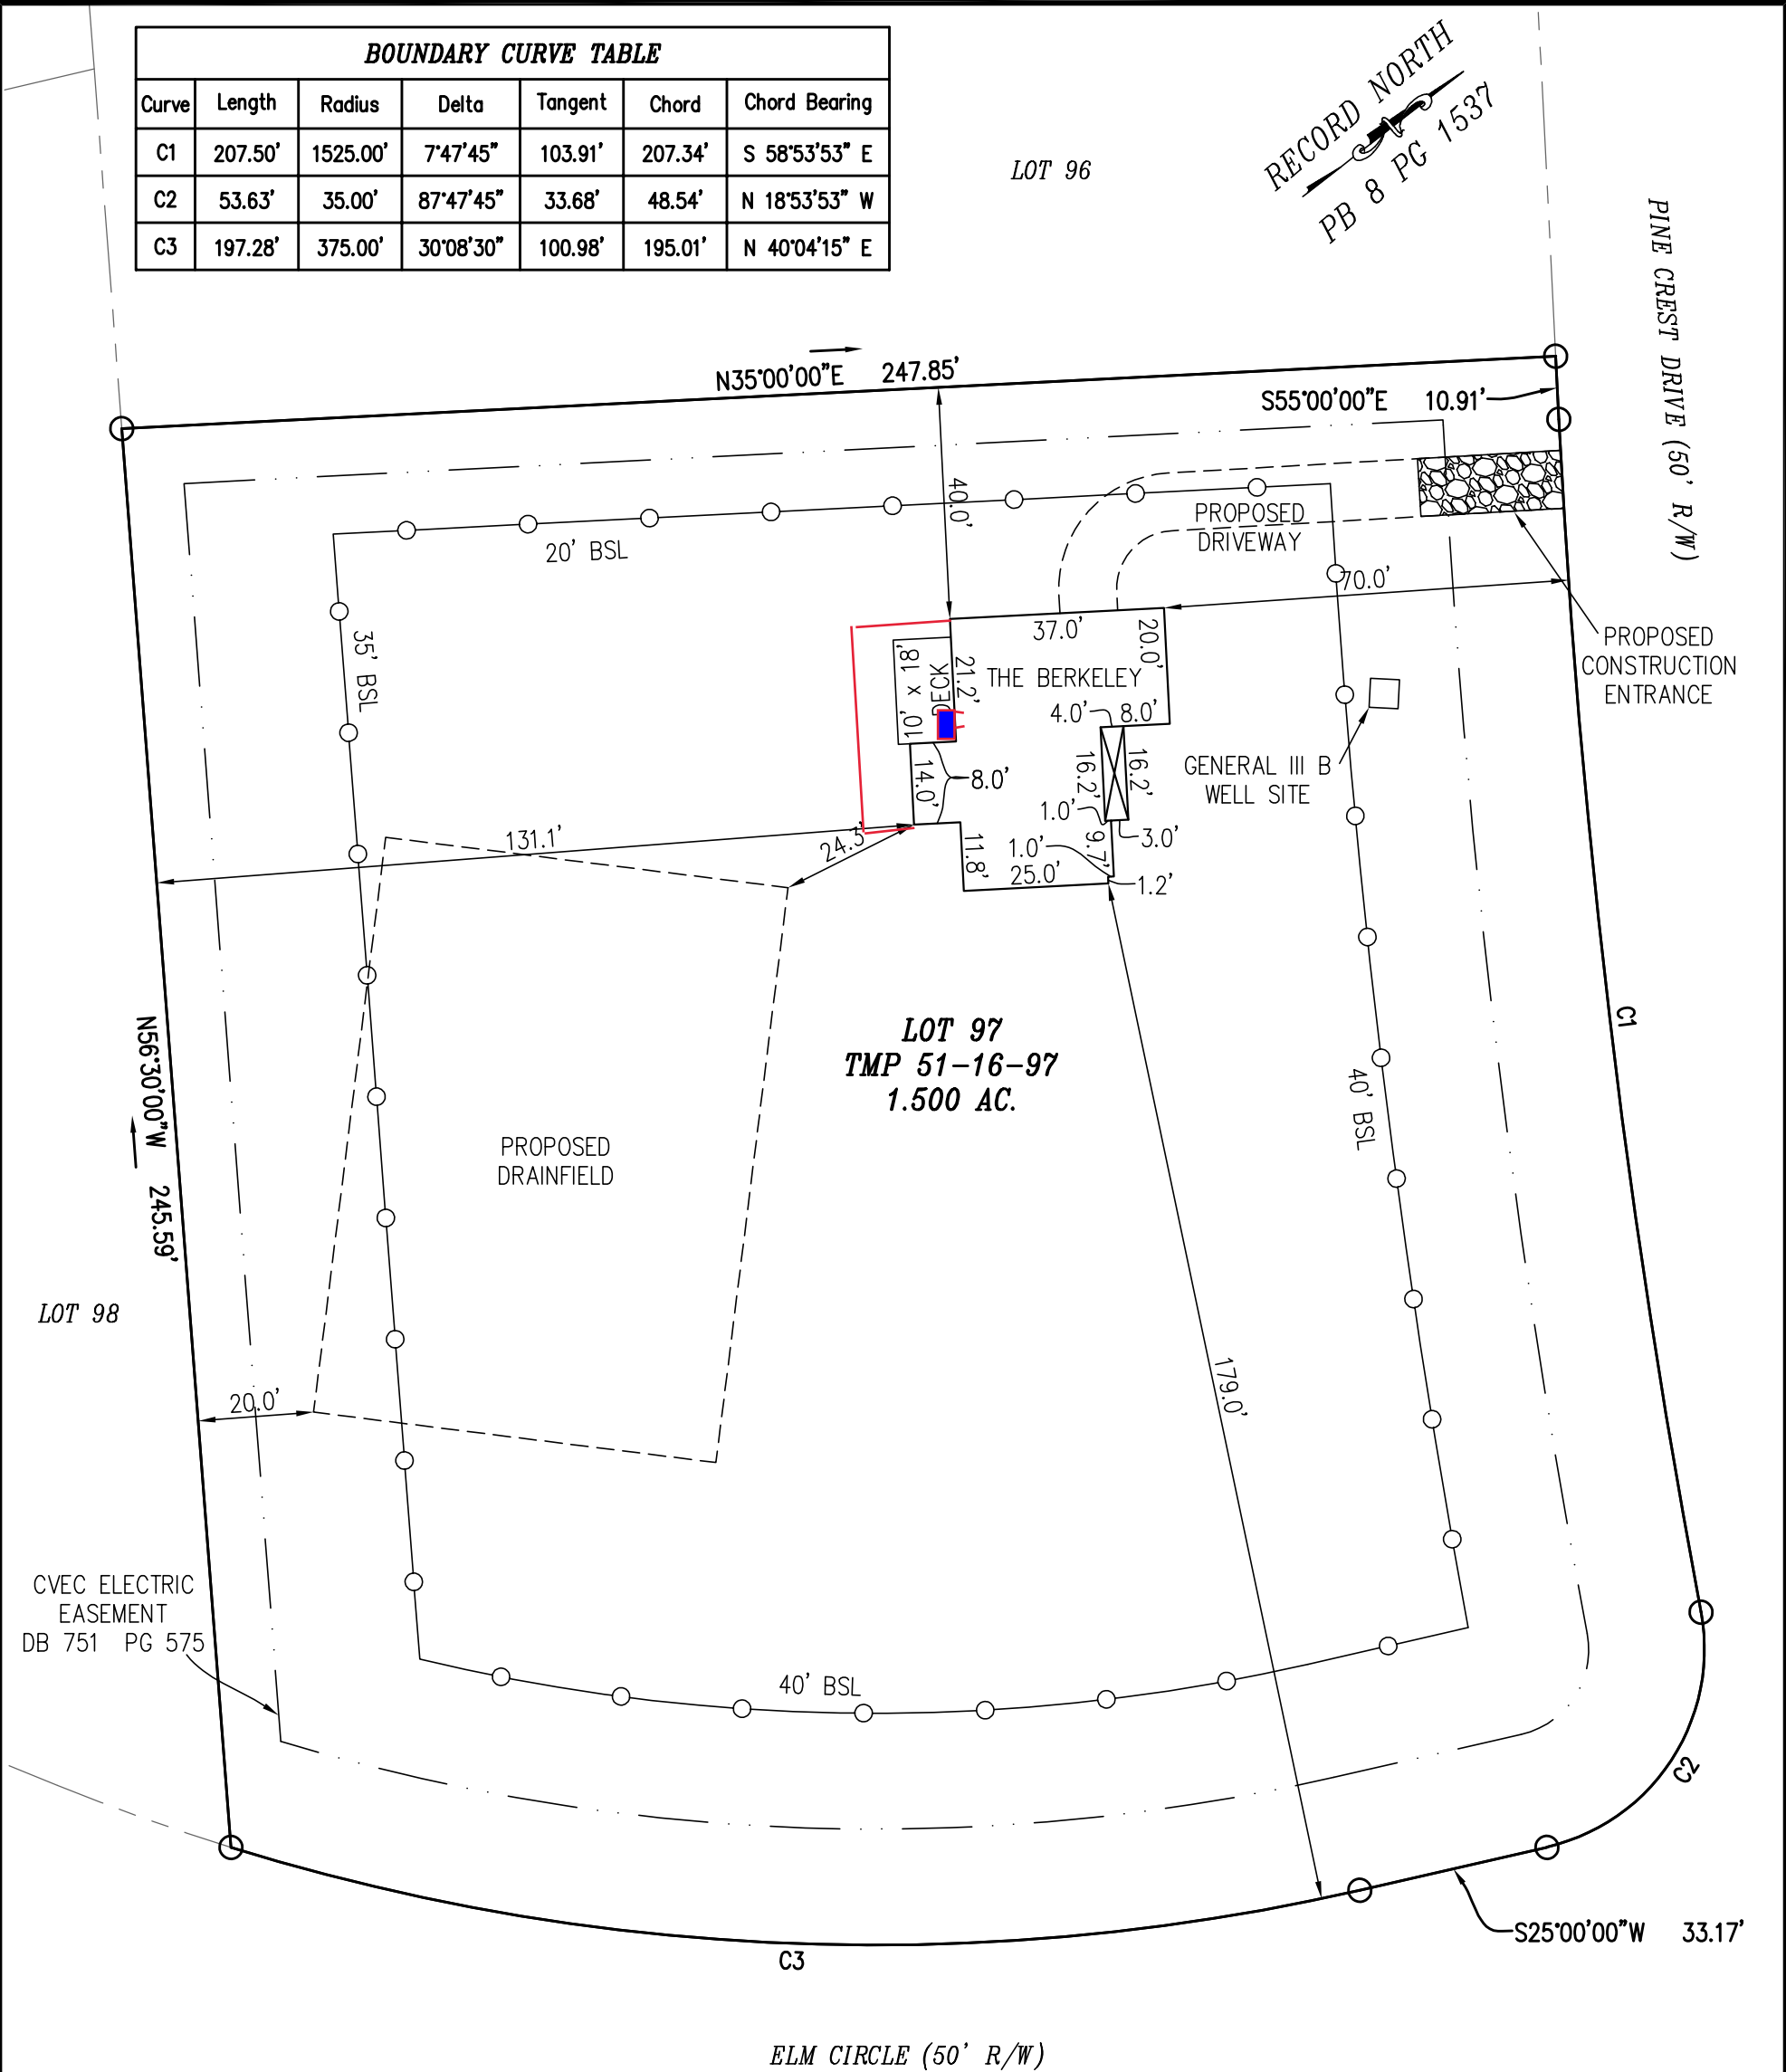 BOUNDARY CURVE TABLE
Curve Length Radius Delta Tangent Chord Chord Bearing
C1 207.50' 1525.00' 7°47'45" 103.91' 207.34' S 58°53'53" E
C2 53.63' 35.00' 87°47'45" 33.68' 48.54' N 18°53'53" W
C3 197.28' 375.00' 30°08'30" 100.98' 195.01' N 40°04'15" E
RECORD NORTH
PB 8 PG 1537
LOT 96
PINE CREST DRIVE (50' R/W)
N35°00'00"E 247.85'
S55°00'00"E 10.91'
40.0'
PROPOSED
DRIVEWAY
20' BSL
70.0'
35' BSL
37.0'
20.0'
PROPOSED
CONSTRUCTION
ENTRANCE
10' x 18'
DECK
21.2'
THE BERKELEY
4.0'
8.0'
GENERAL III B
WELL SITE
14.0'
8.0'
16.2'
16.2'
1.0'
3.0'
131.1'
24.3'
11.8'
1.0'
9.7'
25.0'
1.2'
C1
LOT 97
TMP 51-16-97
1.500 AC.
N56°30'00"W 245.59'
40' BSL
PROPOSED
DRAINFIELD
LOT 98
20.0'
179.0'
CVEC ELECTRIC
EASEMENT
DB 751 PG 575
40' BSL
C2
S25°00'00"W 33.17'
C3
ELM CIRCLE (50' R/W)